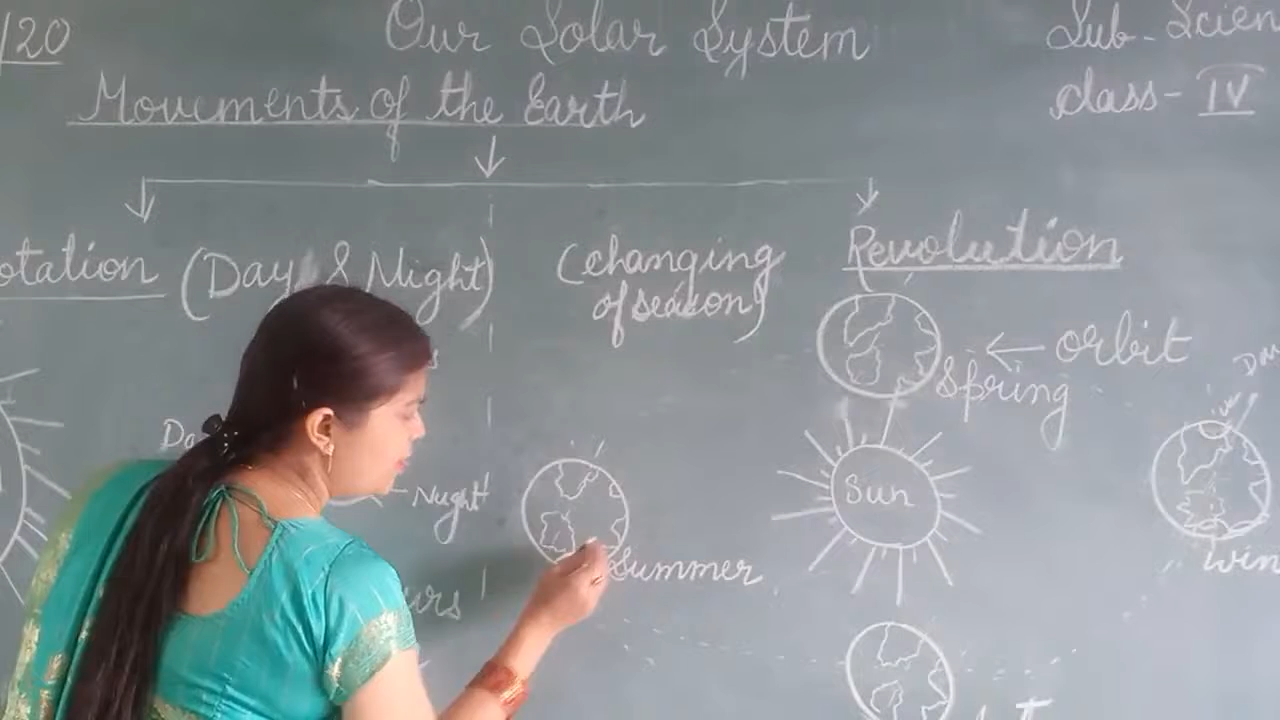 /20
Our Solar System
Sub - Scien
class - IV
Movements of the Earth
otation (Day & Night)
(changing
of season)
Revolution
← orbit
Spring
Sun
Night
Summer
urs
Win